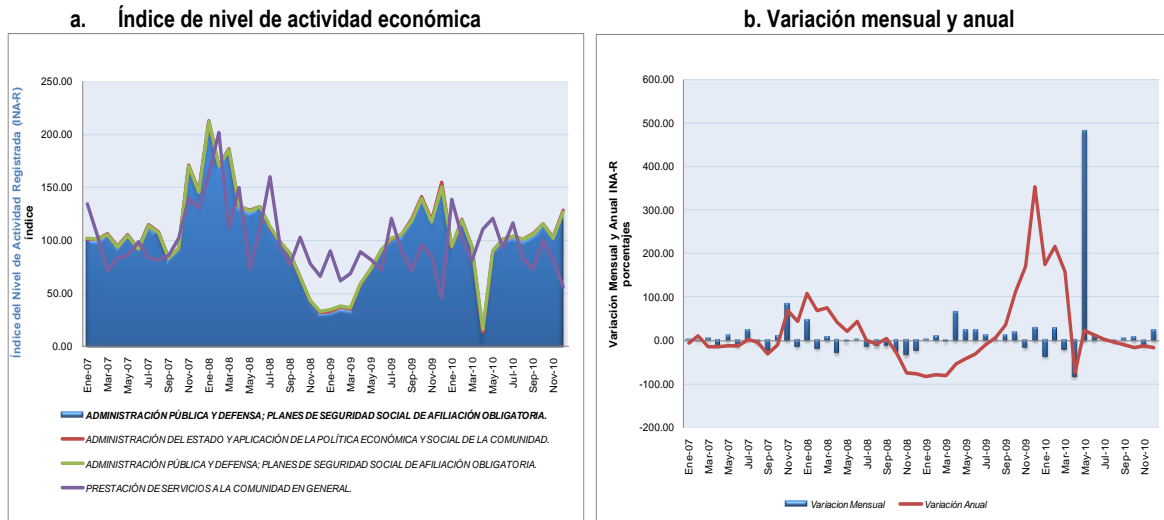 a. Índice de nivel de actividad económica
Índice del Nivel de Actividad Registrada (INA-R)
índice
250.00
200.00
150.00
100.00
50.00
0.00
Ene-07
Mar-07
May-07
Jul-07
Sep-07
Nov-07
Ene-08
Mar-08
May-08
Jul-08
Sep-08
Nov-08
Ene-09
Mar-09
May-09
Jul-09
Sep-09
Nov-09
Ene-10
Mar-10
May-10
Jul-10
Sep-10
Nov-10
ADMINISTRACIÓN PÚBLICA Y DEFENSA; PLANES DE SEGURIDAD SOCIAL DE AFILIACIÓN OBLIGATORIA.
ADMINISTRACIÓN DEL ESTADO Y APLICACIÓN DE LA POLÍTICA ECONÓMICA Y SOCIAL DE LA COMUNIDAD.
ADMINISTRACIÓN PÚBLICA Y DEFENSA; PLANES DE SEGURIDAD SOCIAL DE AFILIACIÓN OBLIGATORIA.
PRESTACIÓN DE SERVICIOS A LA COMUNIDAD EN GENERAL.
b. Variación mensual y anual
Variación Mensual y Anual INA-R
porcentajes
600.00
500.00
400.00
300.00
200.00
100.00
0.00
-100.00
-200.00
Ene-07
Mar-07
May-07
Jul-07
Sep-07
Nov-07
Ene-08
Mar-08
May-08
Jul-08
Sep-08
Nov-08
Ene-09
Mar-09
May-09
Jul-09
Sep-09
Nov-09
Ene-10
Mar-10
May-10
Jul-10
Sep-10
Nov-10
Variacion Mensual
Variación Anual